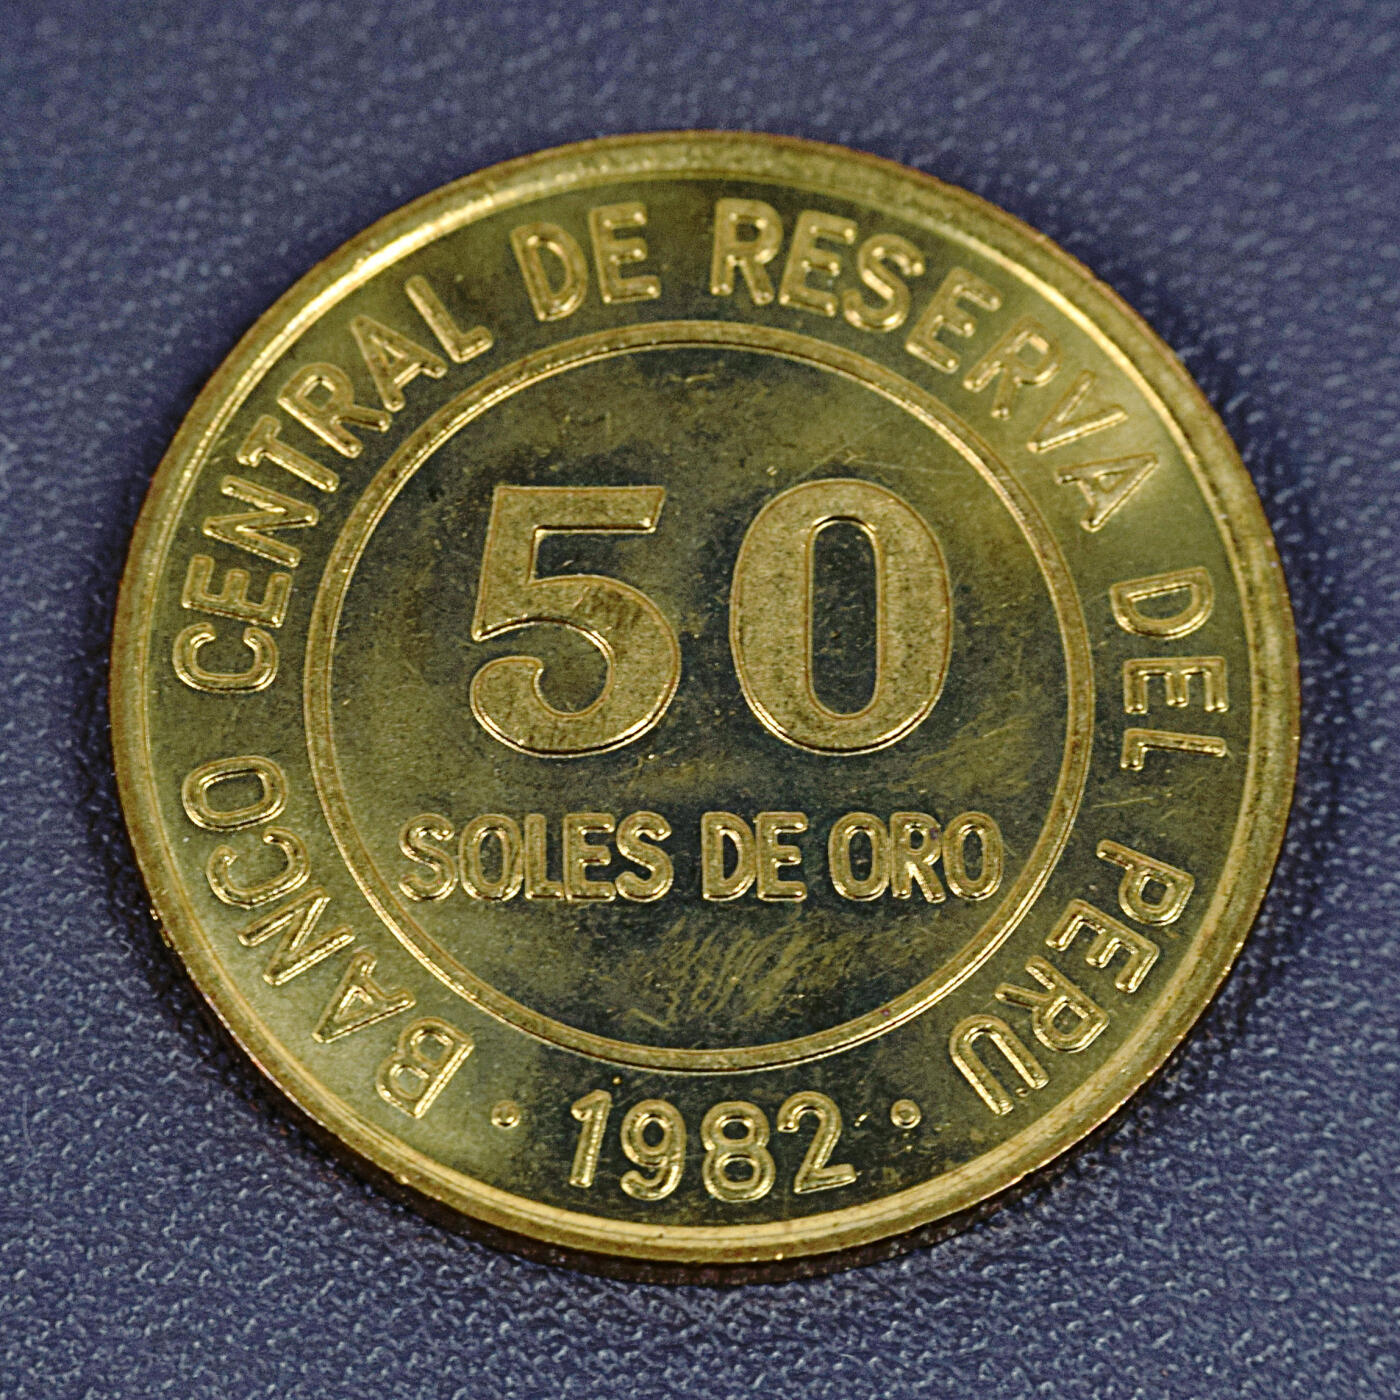 BANCO CENTRAL DE RESERVA DEL PERU
50
SOLES DE ORO
· 1982 ·